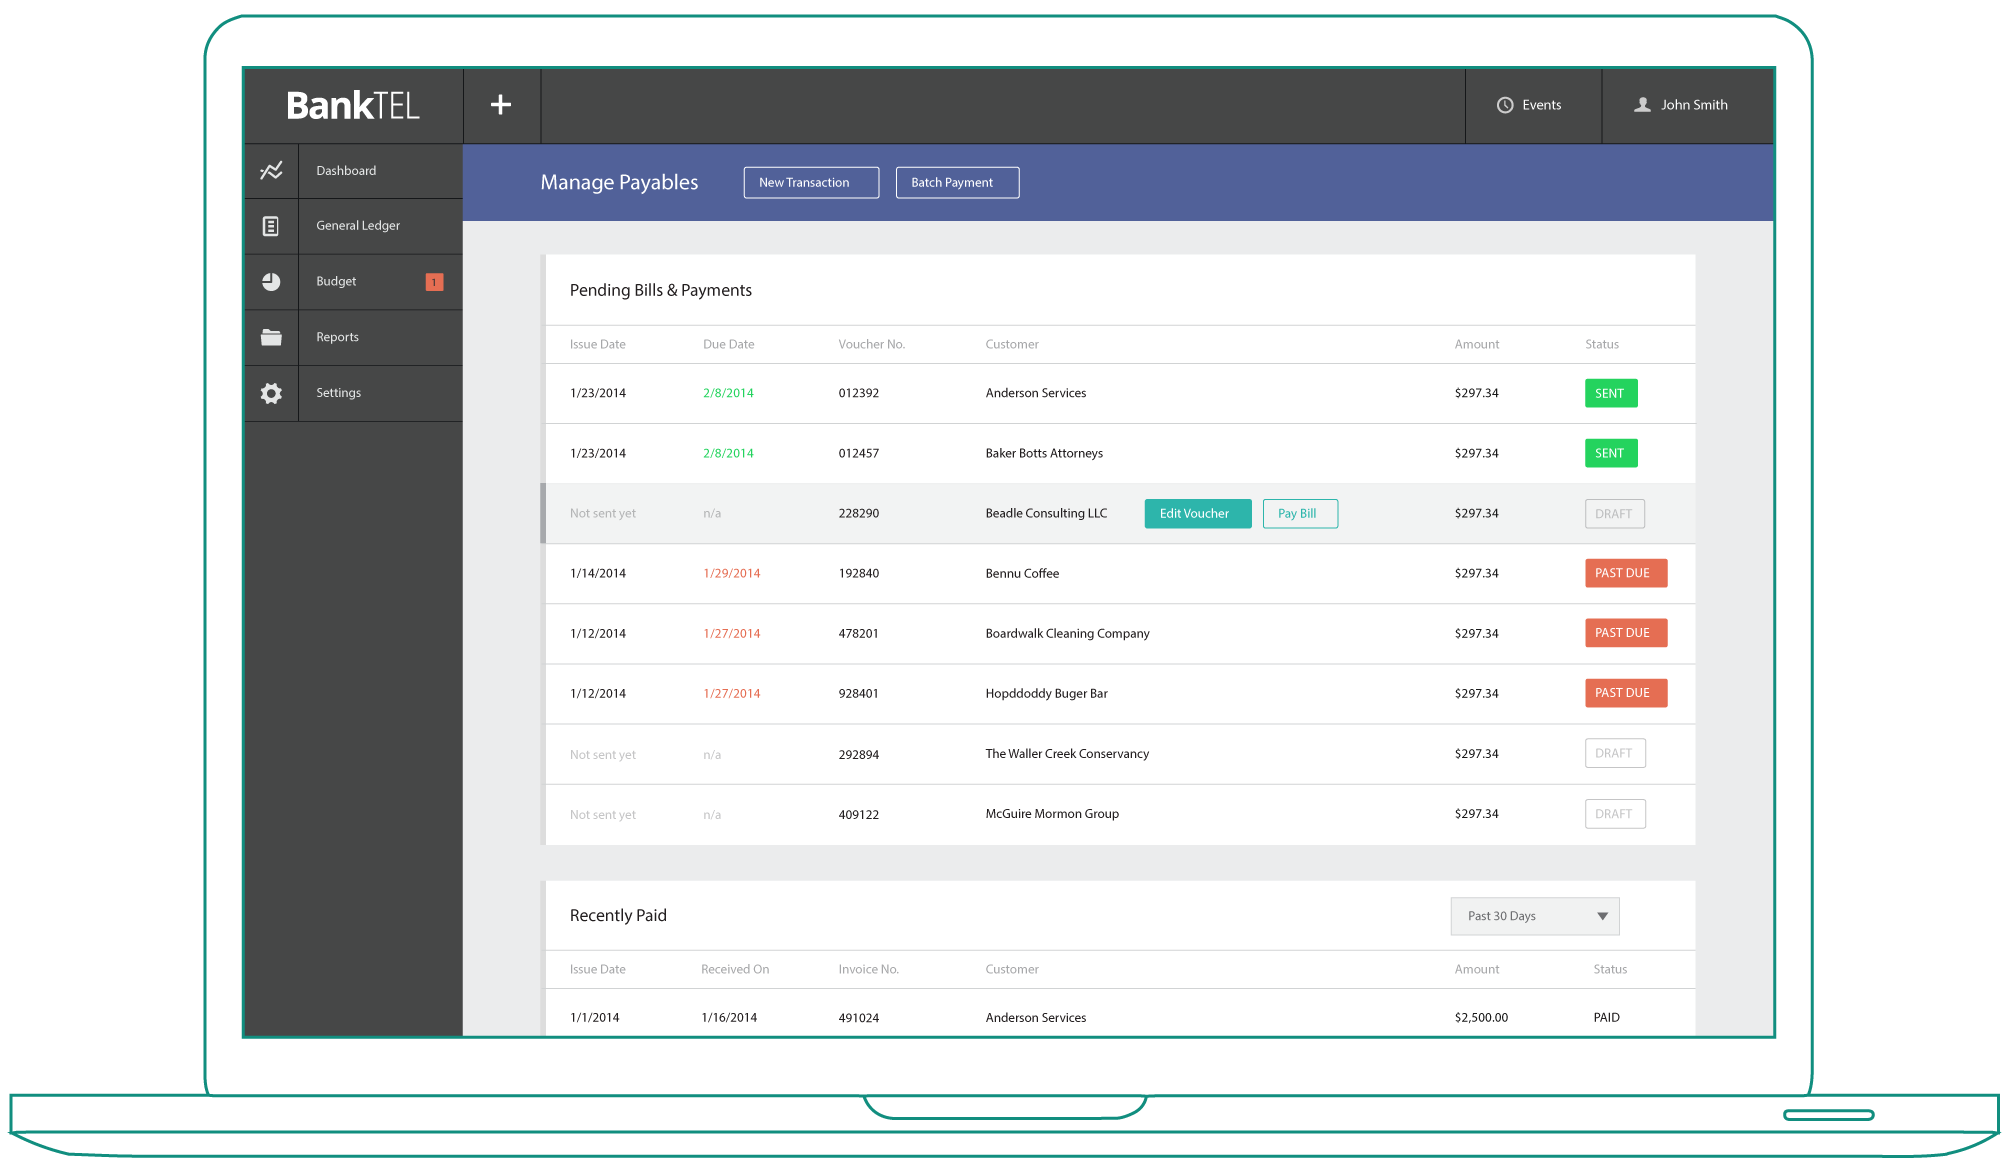 BankTEL + Events John Smith
Dashboard
General Ledger
Budget 1
Reports
Settings
Manage Payables New Transaction Batch Payment
Pending Bills & Payments
Issue Date Due Date Voucher No. Customer Amount Status
1/23/2014 2/8/2014 012392 Anderson Services $297.34 SENT
1/23/2014 2/8/2014 012457 Baker Botts Attorneys $297.34 SENT
Not sent yet n/a 228290 Beadle Consulting LLC Edit Voucher Pay Bill $297.34 DRAFT
1/14/2014 1/29/2014 192840 Bennu Coffee $297.34 PAST DUE
1/12/2014 1/27/2014 478201 Boardwalk Cleaning Company $297.34 PAST DUE
1/12/2014 1/27/2014 928401 Hopddoddy Buger Bar $297.34 PAST DUE
Not sent yet n/a 292894 The Waller Creek Conservancy $297.34 DRAFT
Not sent yet n/a 409122 McGuire Mormon Group $297.34 DRAFT
Recently Paid Past 30 Days
Issue Date Received On Invoice No. Customer Amount Status
1/1/2014 1/16/2014 491024 Anderson Services $2,500.00 PAID